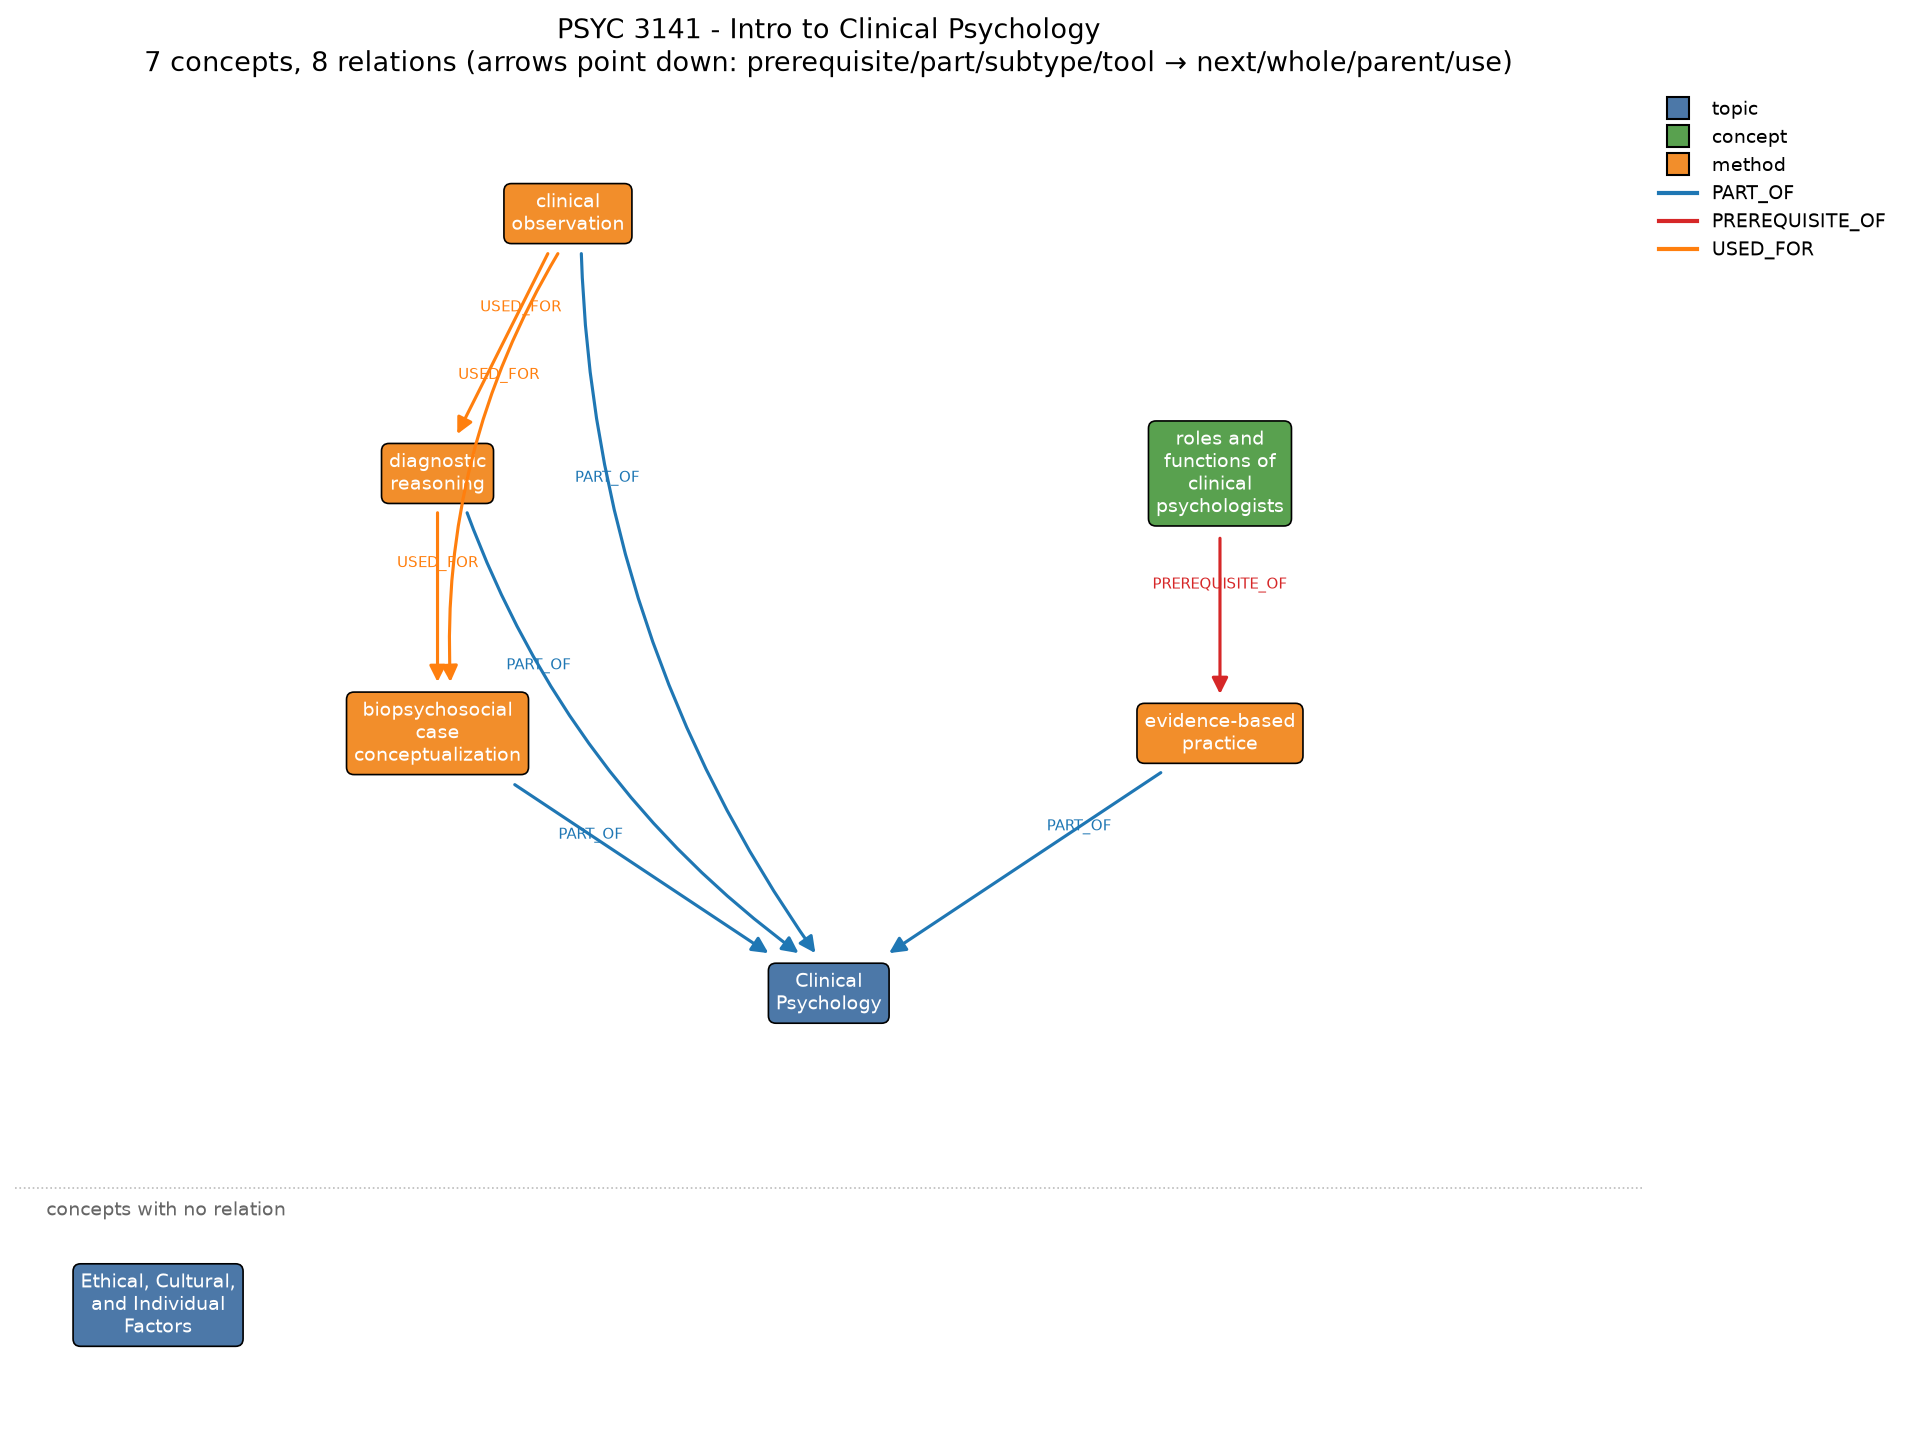 PSYC 3141 - Intro to Clinical Psychology
7 concepts, 8 relations (arrows point down: prerequisite/part/subtype/tool → next/whole/parent/use)
topic
concept
method
PART_OF
PREREQUISITE_OF
USED_FOR
clinical
observation
USED_FOR
USED_FOR
diagnostic
reasoning
PART_OF
roles and
functions of
clinical
psychologists
USED_FOR
PREREQUISITE_OF
PART_OF
biopsychosocial
case
conceptualization
evidence-based
practice
PART_OF
PART_OF
Clinical
Psychology
concepts with no relation
Ethical, Cultural,
and Individual
Factors